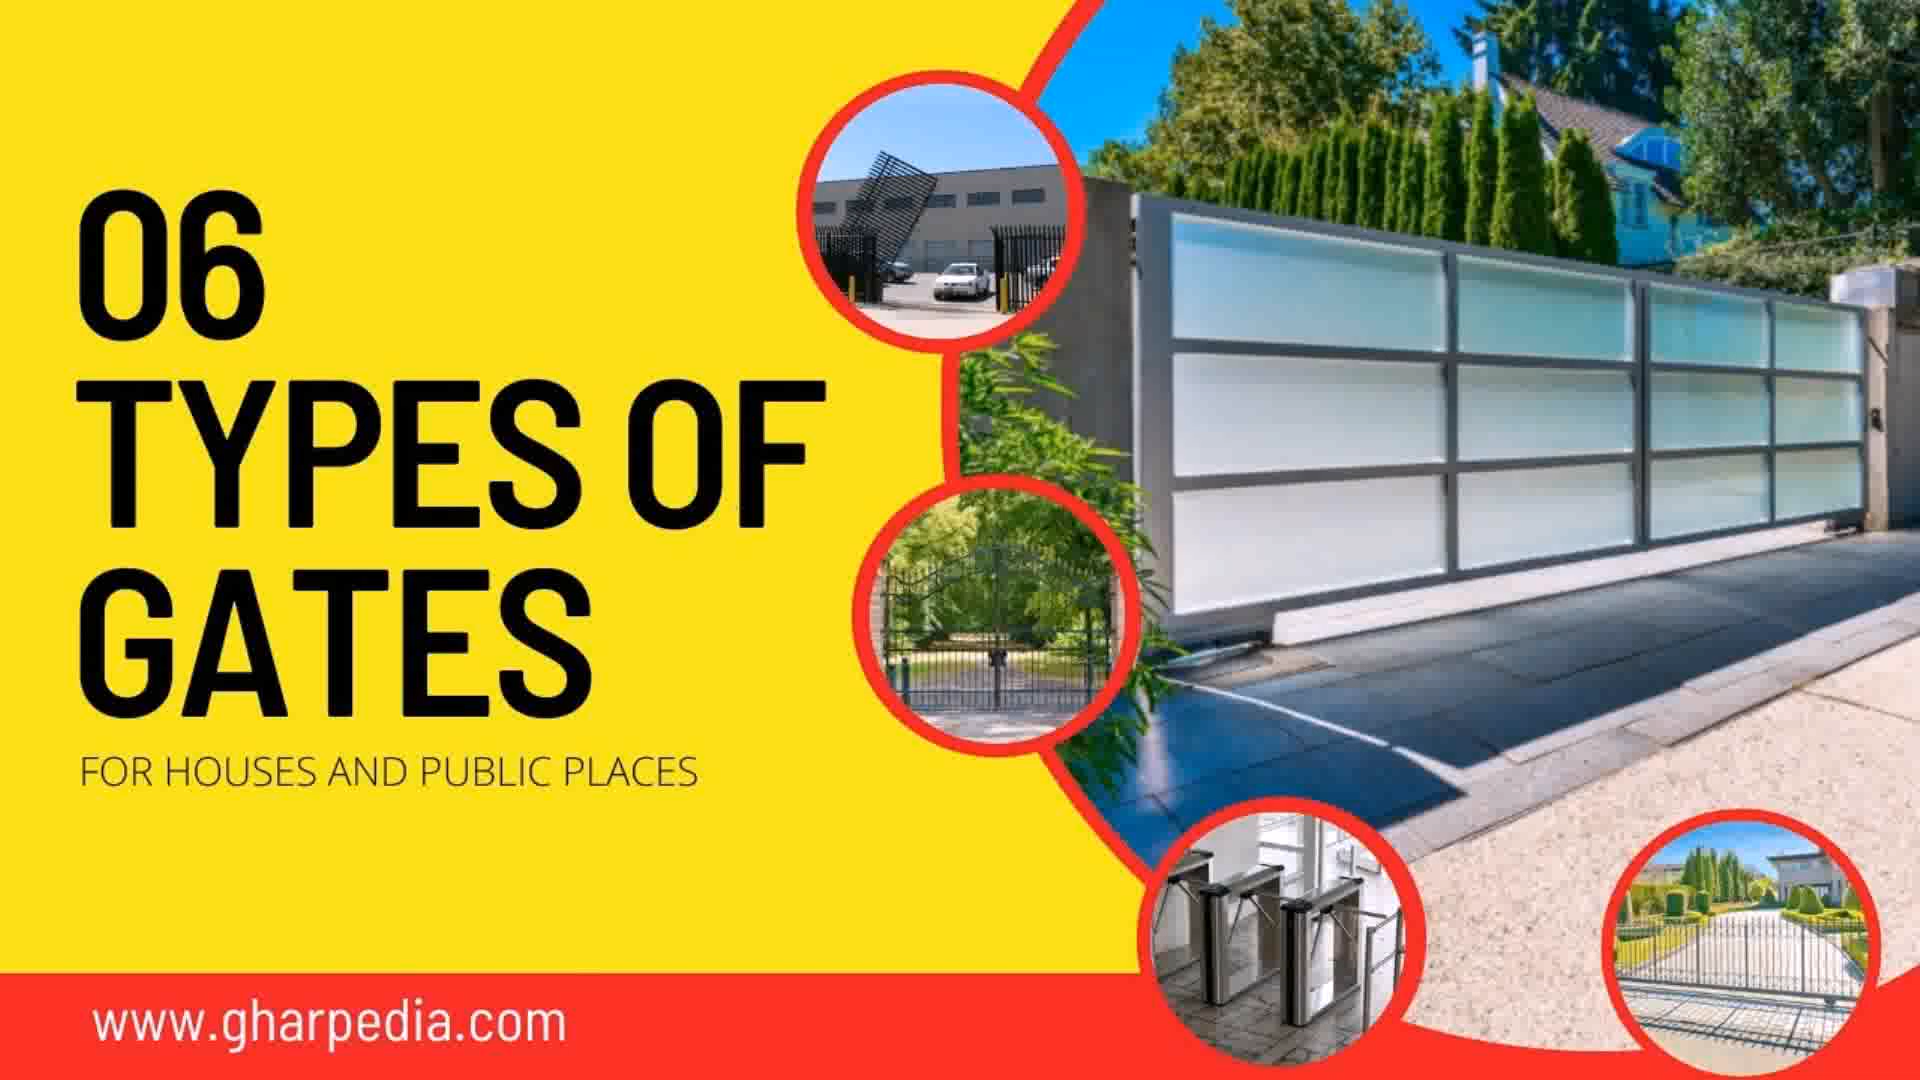 06
TYPES OF
GATES
FOR HOUSES AND PUBLIC PLACES
www.gharpedia.com